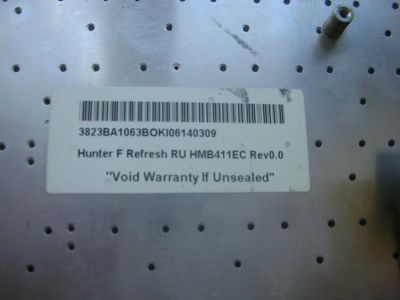 3823BA1063BOKI06140309
Hunter F Refresh RU HMB411EC Rev0.0
"Void Warranty If Unsealed"